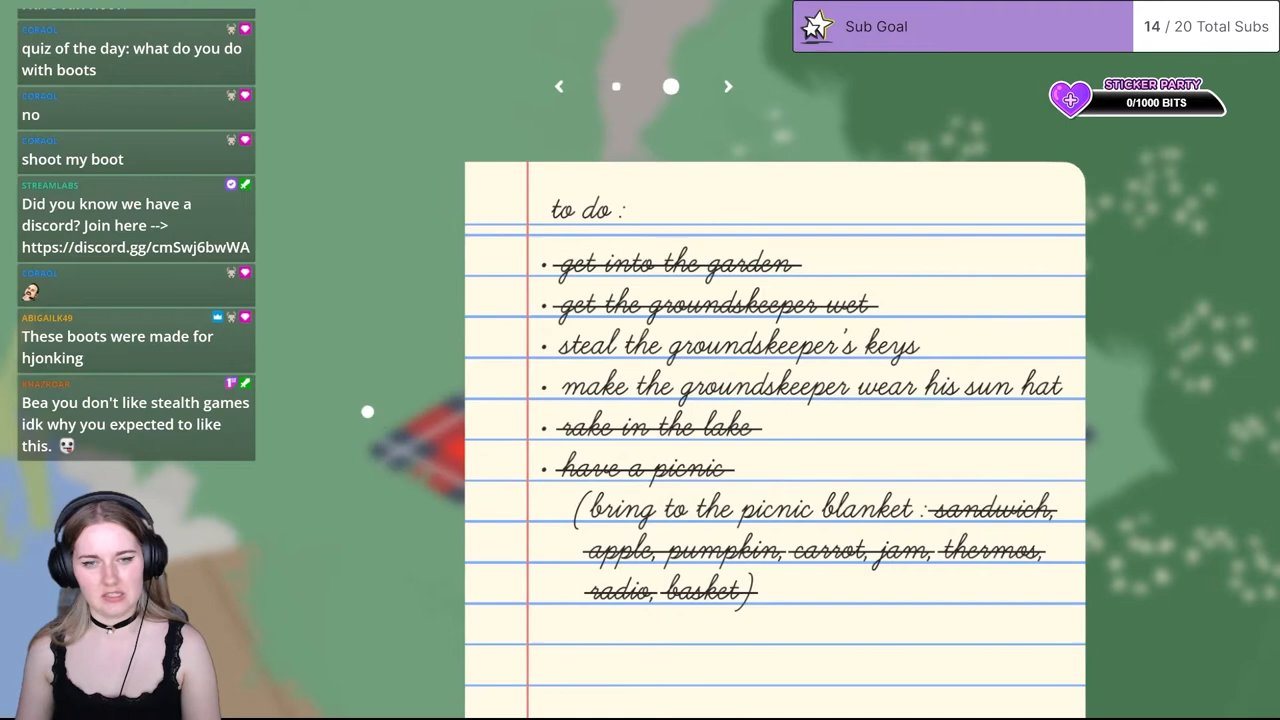 CORAOL
quiz of the day: what do you do
with boots
CORAOL
no
CORAOL
shoot my boot
STREAMLABS
Did you know we have a
discord? Join here -->
https://discord.gg/cmSwj6bwWA
CORAOL
ABIGAILK49
These boots were made for
hjonking
KHAZKOAR
Bea you don't like stealth games
idk why you expected to like
this.
Sub Goal
14 / 20 Total Subs
STICKER PARTY
0/1000 BITS
to do :
• get into the garden
• get the groundskeeper wet
• steal the groundskeeper's keys
• make the groundskeeper wear his sun hat
• rake in the lake
• have a picnic
(bring to the picnic blanket : sandwich,
apple, pumpkin, carrot, jam, thermos,
radio, basket)